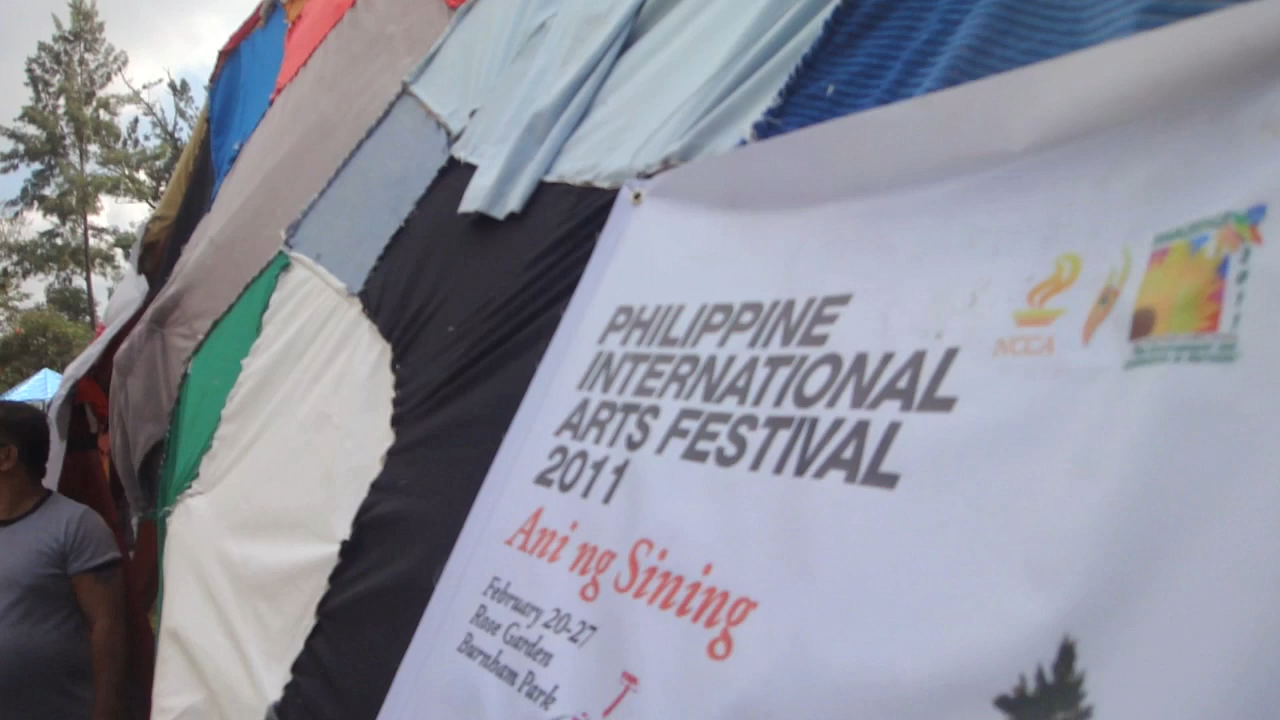 PHILIPPINE
INTERNATIONAL
ARTS FESTIVAL
2011
Ani ng Sining
February 20-27
Rose Garden
Burnham Park
NCCA